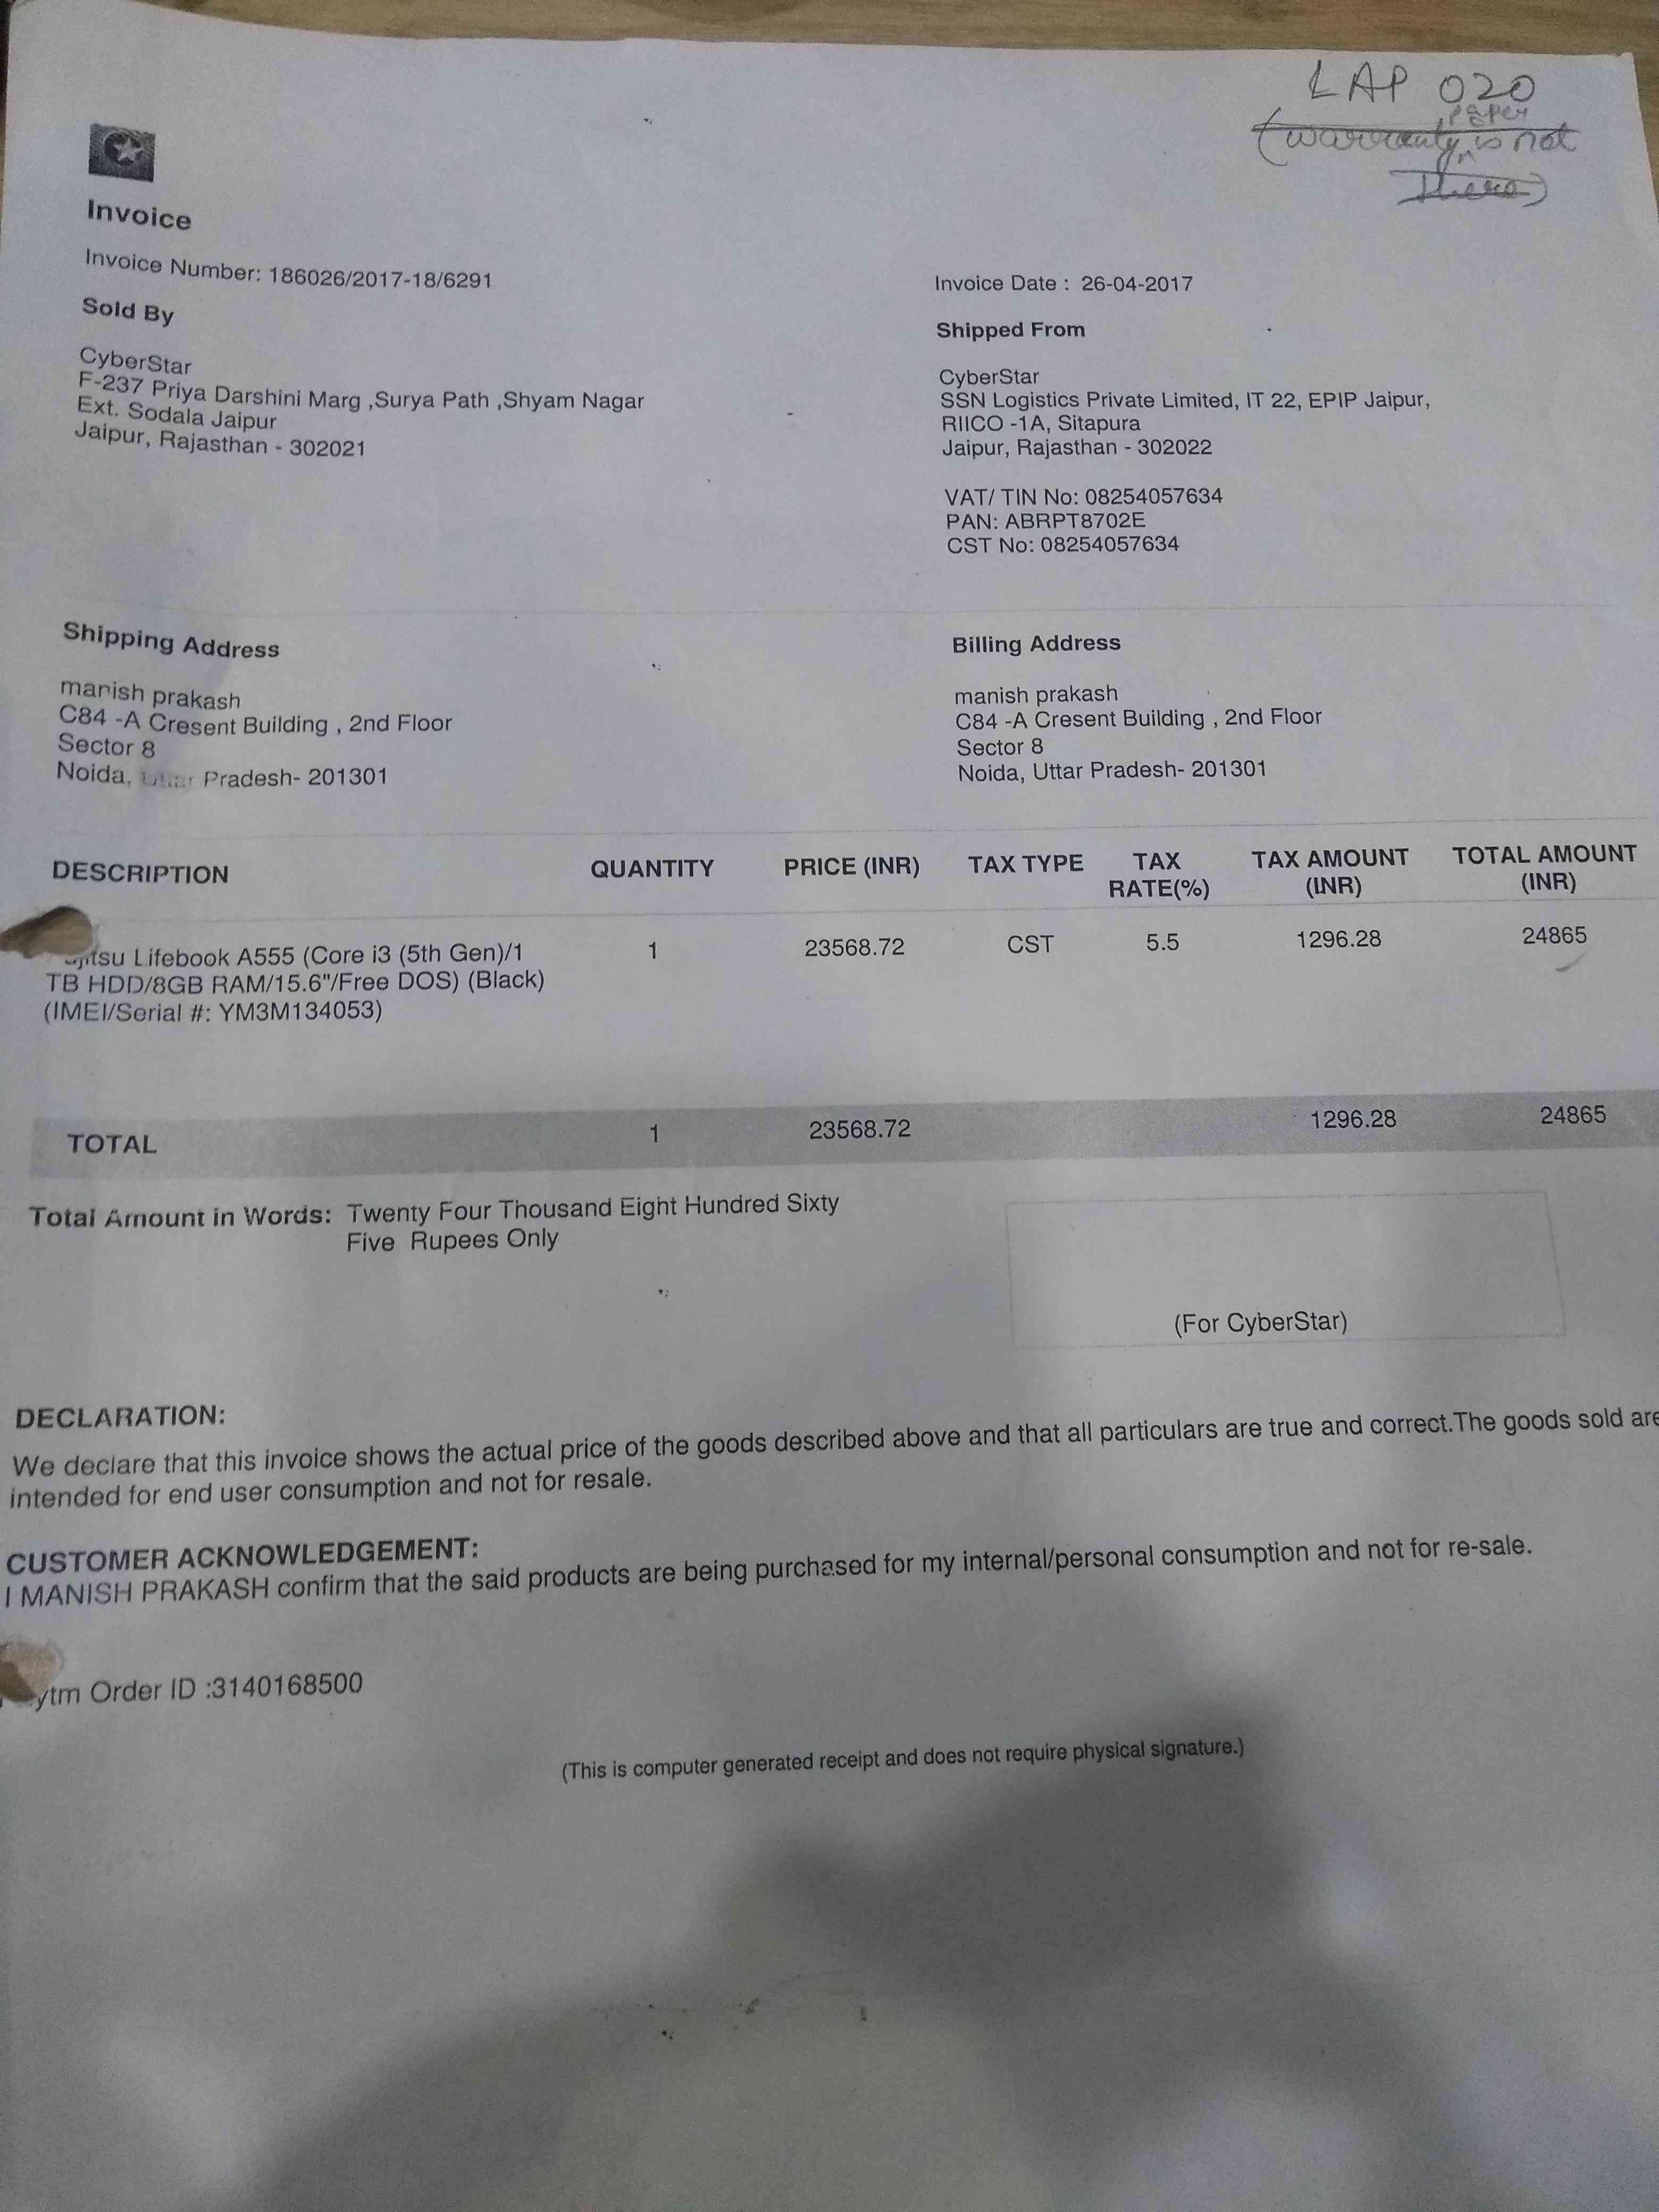 LAP 020
paper
(warranty is not
there)
Invoice
Invoice Number: 186026/2017-18/6291
Invoice Date : 26-04-2017
Sold By
CyberStar
F-237 Priya Darshini Marg ,Surya Path ,Shyam Nagar
Ext. Sodala Jaipur
Jaipur, Rajasthan - 302021
Shipped From
CyberStar
SSN Logistics Private Limited, IT 22, EPIP Jaipur,
RIICO -1A, Sitapura
Jaipur, Rajasthan - 302022
VAT/ TIN No: 08254057634
PAN: ABRPT8702E
CST No: 08254057634
Shipping Address
manish prakash
C84 -A Cresent Building , 2nd Floor
Sector 8
Noida, Uttar Pradesh- 201301
Billing Address
manish prakash
C84 -A Cresent Building , 2nd Floor
Sector 8
Noida, Uttar Pradesh- 201301
DESCRIPTION QUANTITY PRICE (INR) TAX TYPE TAX RATE(%) TAX AMOUNT (INR) TOTAL AMOUNT (INR)
Lifebook A555 (Core i3 (5th Gen)/1 1 23568.72 CST 5.5 1296.28 24865
TB HDD/8GB RAM/15.6"/Free DOS) (Black)
(IMEI/Serial #: YM3M134053)
TOTAL 1 23568.72 1296.28 24865
Total Amount in Words: Twenty Four Thousand Eight Hundred Sixty
Five Rupees Only
(For CyberStar)
DECLARATION:
We declare that this invoice shows the actual price of the goods described above and that all particulars are true and correct.The goods sold are
intended for end user consumption and not for resale.
CUSTOMER ACKNOWLEDGEMENT:
I MANISH PRAKASH confirm that the said products are being purchased for my internal/personal consumption and not for re-sale.
ytm Order ID :3140168500
(This is computer generated receipt and does not require physical signature.)